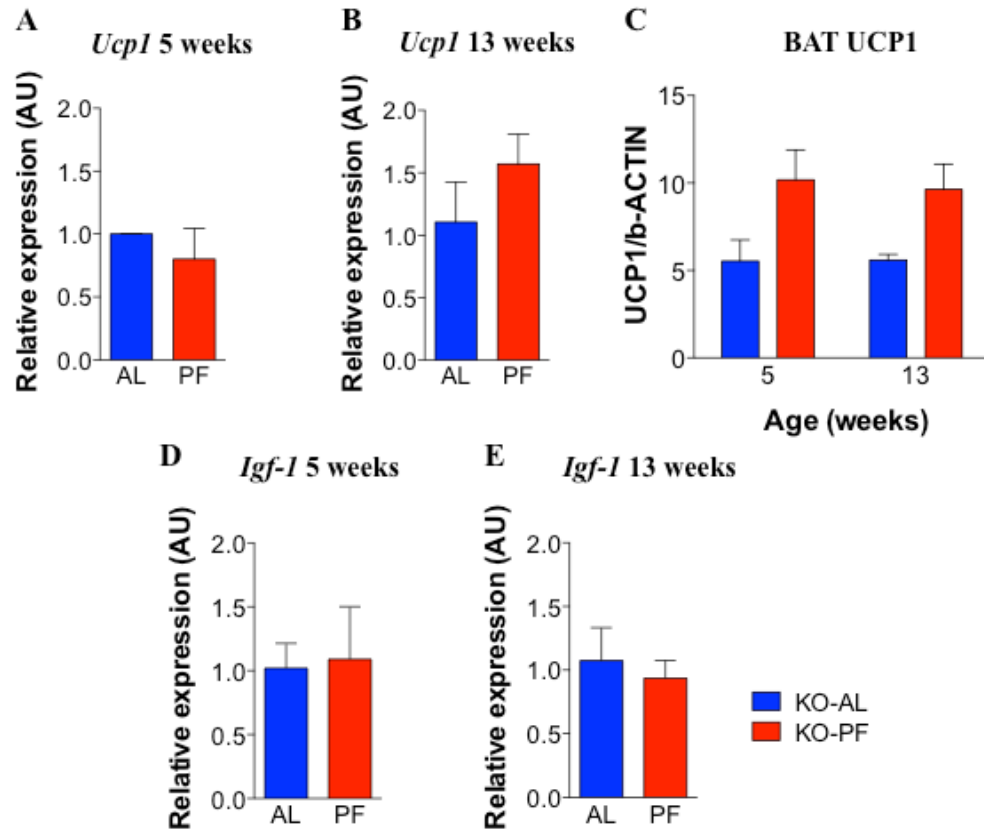 A
Ucp1 5 weeks
Relative expression (AU)
2.0
1.5
1.0
0.5
0.0
AL PF
B
Ucp1 13 weeks
Relative expression (AU)
2.0
1.5
1.0
0.5
0.0
AL PF
C
BAT UCP1
UCP1/b-ACTIN
15
10
5
0
5 13
Age (weeks)
D
Igf-1 5 weeks
Relative expression (AU)
2.0
1.5
1.0
0.5
0.0
AL PF
E
Igf-1 13 weeks
Relative expression (AU)
2.0
1.5
1.0
0.5
0.0
AL PF
KO-AL
KO-PF